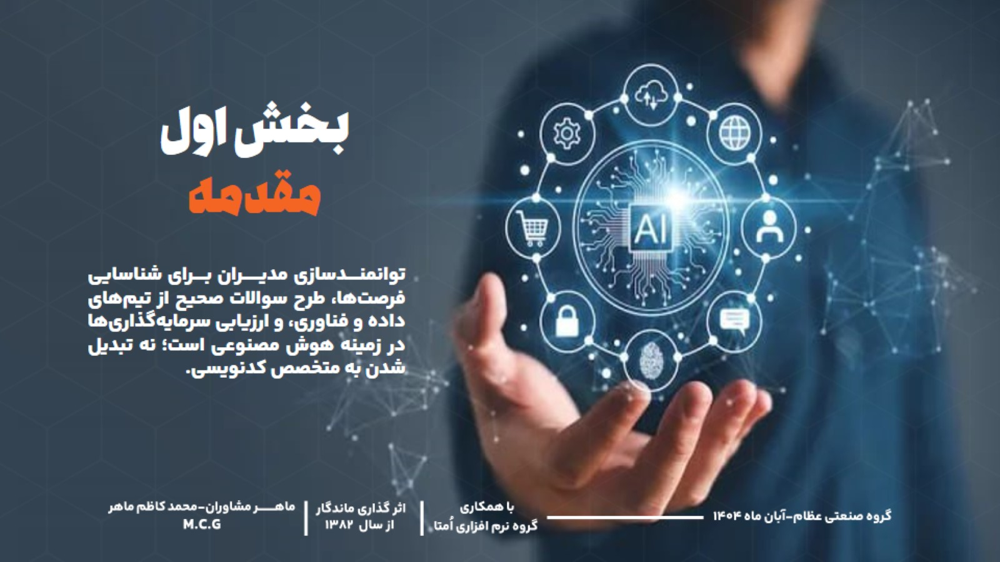 بخش اول
مقدمه
توانمنـــدسازی مدیـــران بـــرای شناسایی
فرصت‌ها، طرح سوالات صحیح از تیم‌های
داده و فناوری، و ارزیابی سرمایه‌گذاری‌ها
در زمینه هوش مصنوعی است؛ نه تبدیل
شدن به متخصص کدنویسی.
AI
گروه صنعتی عظام-آبان ماه ۱۴۰۴
با همکاری
گروه نرم افزاری اُمتا
اثر گذاری ماندگار
از سال ۱۳۸۲
ماهـــر مشاوران-محمد کاظم ماهر
M.C.G